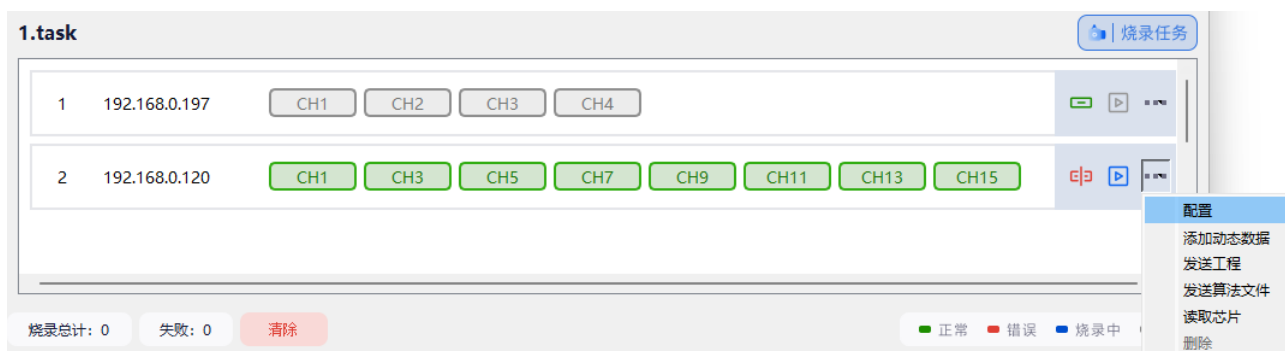 1.task
烧录任务
1 192.168.0.197 CH1 CH2 CH3 CH4
2 192.168.0.120 CH1 CH3 CH5 CH7 CH9 CH11 CH13 CH15
配置
添加动态数据
发送工程
发送算法文件
读取芯片
删除
烧录总计: 0 失败: 0 清除 正常 错误 烧录中